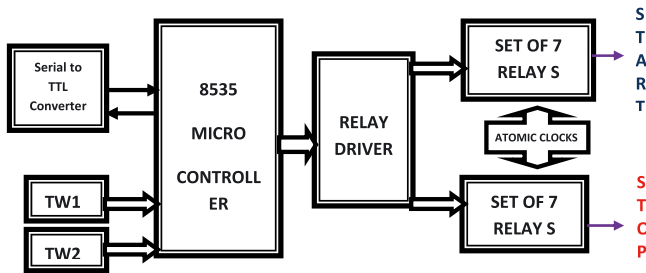 Serial to
TTL
Converter
8535
MICRO
CONTROLL
ER
TW1
TW2
RELAY
DRIVER
SET OF 7
RELAY S
ATOMIC CLOCKS
SET OF 7
RELAY S
S
T
A
R
T
S
T
O
P